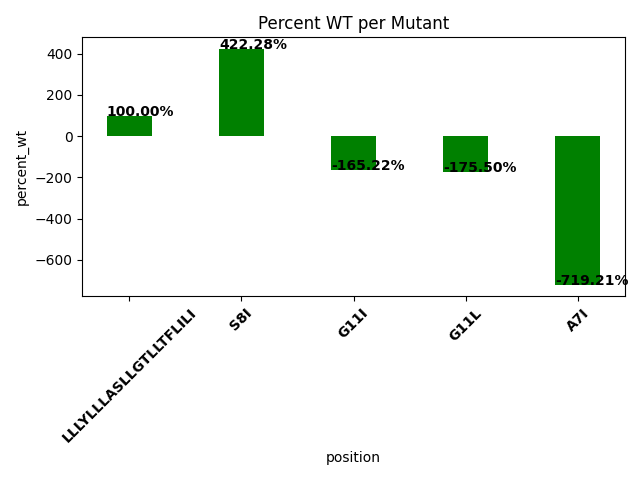 Percent WT per Mutant
percent_wt
400
200
0
−200
−400
−600
100.00%
422.28%
-165.22%
-175.50%
-719.21%
LLLYLLLASLLGTLLTFLILI
S8I
G11I
G11L
A7I
position